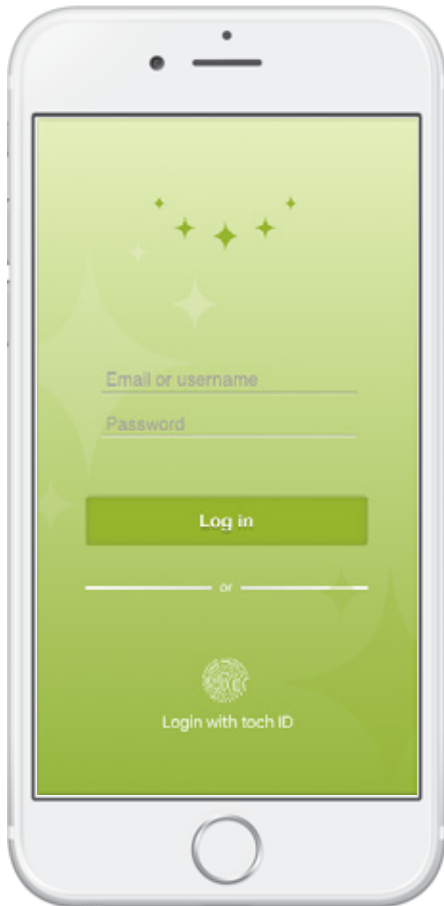 Email or username
Password
Log in
or
Login with toch ID